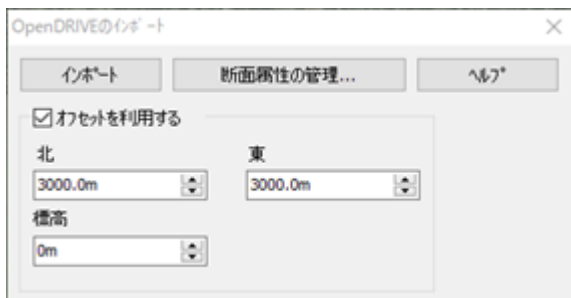 OpenDRIVEのインポート
インポート 断面属性の管理... ヘルプ
オフセットを利用する
北 東
3000.0m 3000.0m
標高
0m